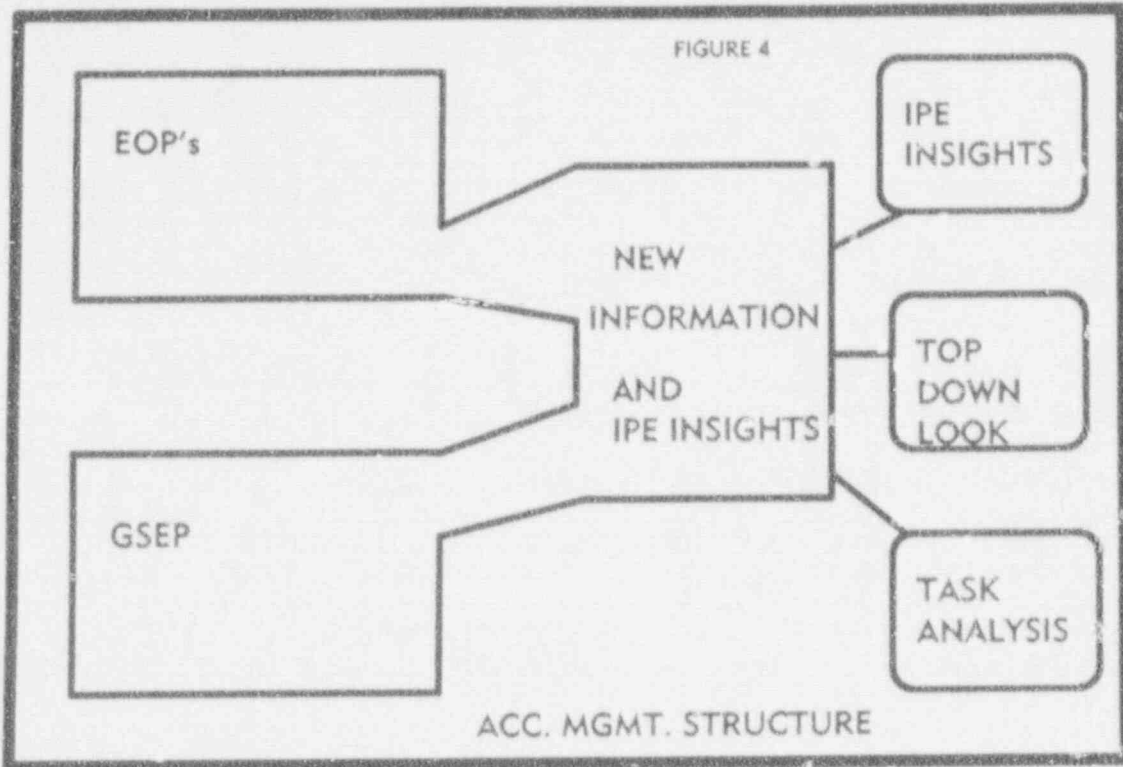 FIGURE 4
EOP's
IPE
INSIGHTS
NEW
INFORMATION
AND
IPE INSIGHTS
TOP
DOWN
LOOK
GSEP
TASK
ANALYSIS
ACC. MGMT. STRUCTURE